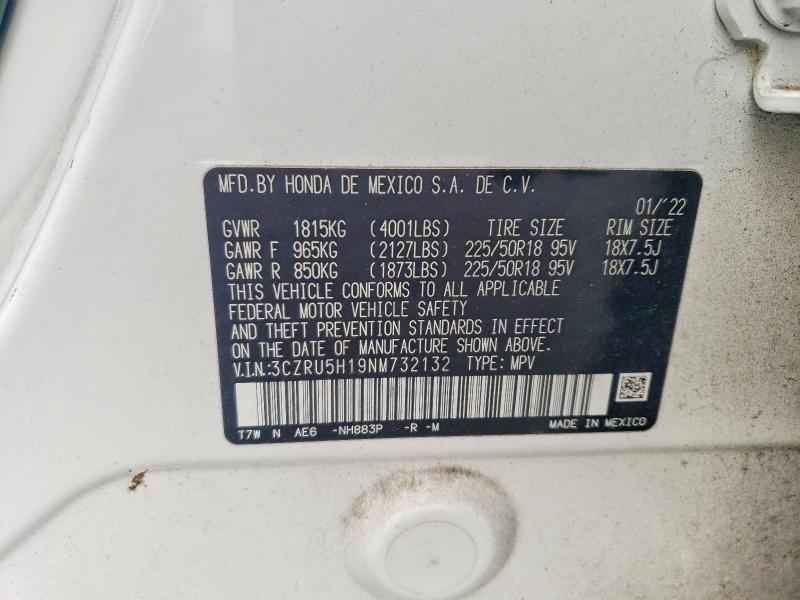 MFD.BY HONDA DE MEXICO S.A. DE C.V.
01/'22
GVWR 1815KG (4001LBS) TIRE SIZE RIM SIZE
GAWR F 965KG (2127LBS) 225/50R18 95V 18X7.5J
GAWR R 850KG (1873LBS) 225/50R18 95V 18X7.5J
THIS VEHICLE CONFORMS TO ALL APPLICABLE
FEDERAL MOTOR VEHICLE SAFETY
AND THEFT PREVENTION STANDARDS IN EFFECT
ON THE DATE OF MANUFACTURE SHOWN ABOVE.
V.I.N.:3CZRU5H19NM732132 TYPE: MPV
T7W N AE6 -NH883P -R -M MADE IN MEXICO